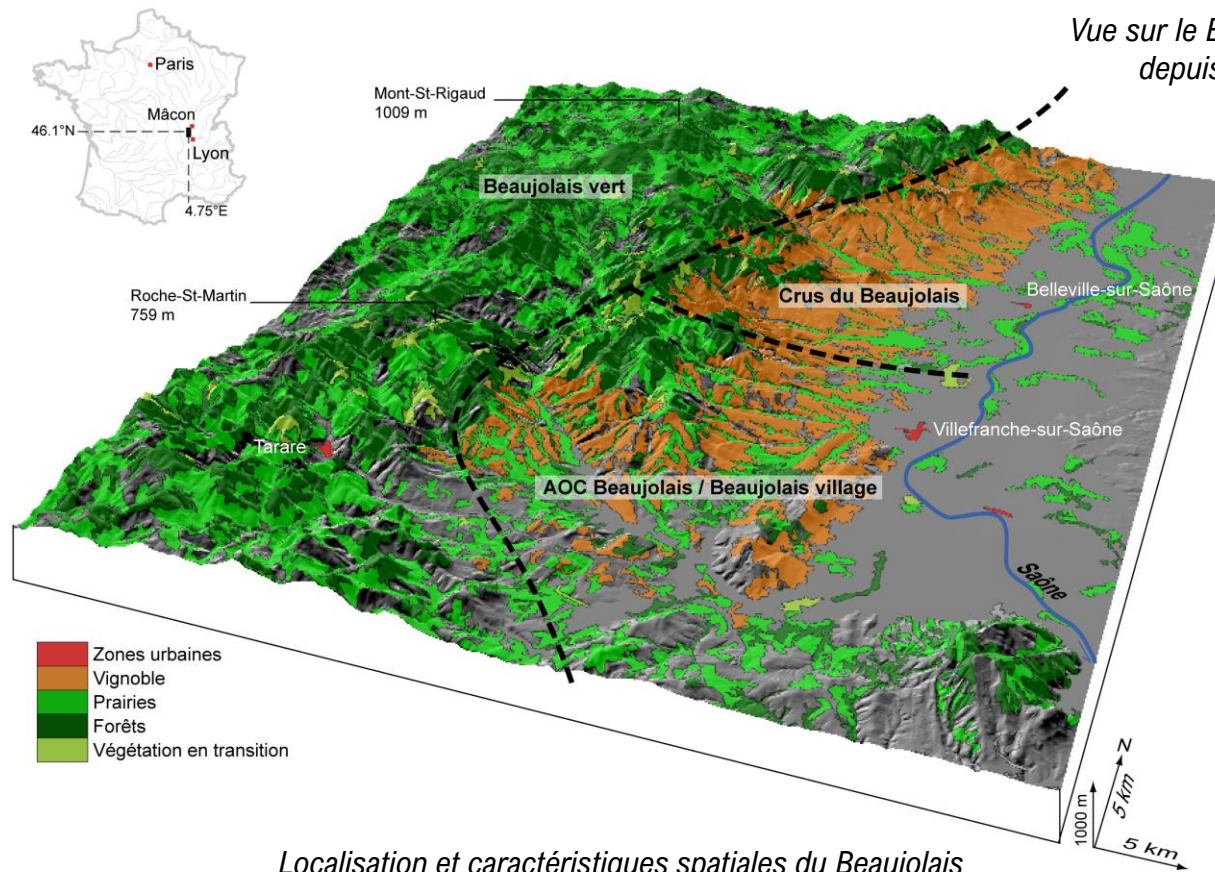 Vue sur le
depuis
Paris
Mâcon
46.1°N
Lyon
4.75°E
Mont-St-Rigaud
1009 m
Beaujolais vert
Roche-St-Martin
759 m
Crus du Beaujolais
Belleville-sur-Saône
Villefranche-sur-Saône
Tarare
AOC Beaujolais / Beaujolais village
Saône
Zones urbaines
Vignoble
Prairies
Forêts
Végétation en transition
N
1000 m
5 km
5 km
Localisation et caractéristiques spatiales du Beaujolais